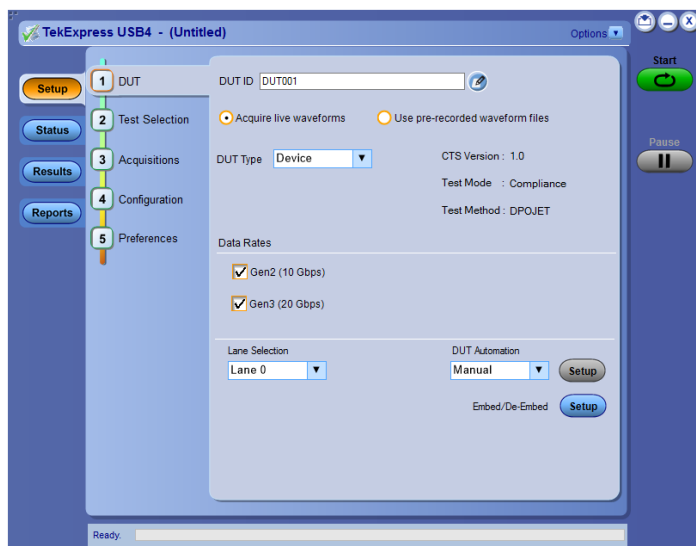 TekExpress USB4 - (Untitled)
Options
Start
Pause
Setup
Status
Results
Reports
1 DUT
2 Test Selection
3 Acquisitions
4 Configuration
5 Preferences
DUT ID DUT001
Acquire live waveforms
Use pre-recorded waveform files
DUT Type Device
CTS Version : 1.0
Test Mode : Compliance
Test Method : DPOJET
Data Rates
Gen2 (10 Gbps)
Gen3 (20 Gbps)
Lane Selection
Lane 0
DUT Automation
Manual Setup
Embed/De-Embed Setup
Ready.